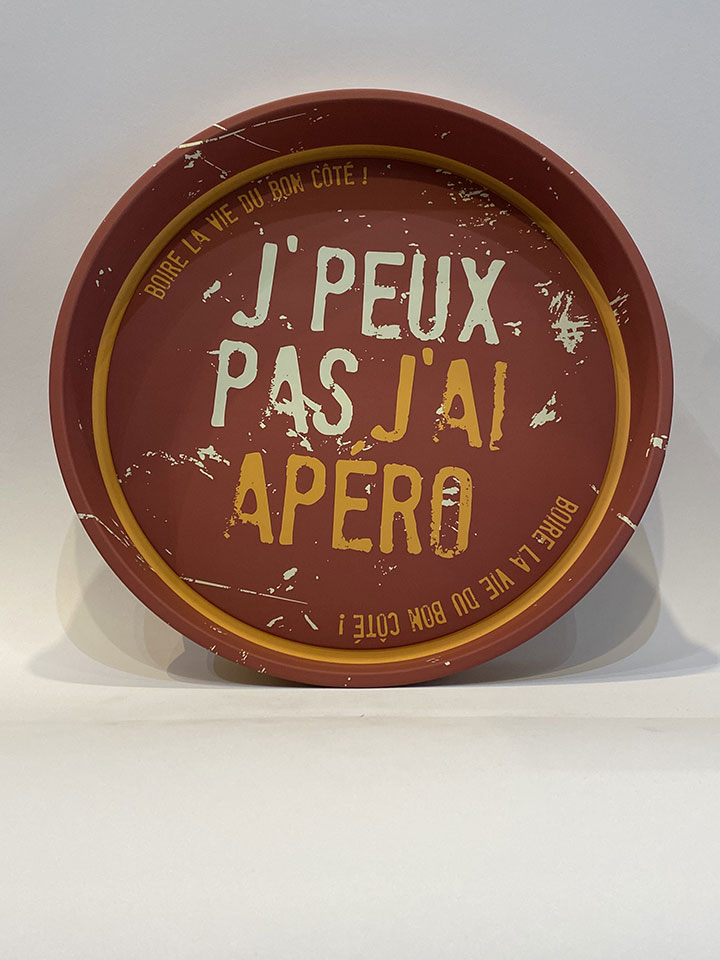 BOIRE LA VIE DU BON CÔTÉ !
J'PEUX
PAS J'AI
APÉRO
BOIRE LA VIE DU BON CÔTÉ !